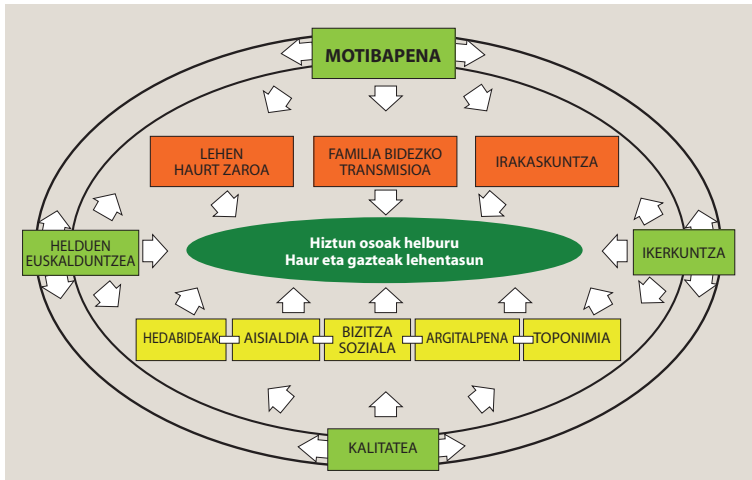 MOTIBAPENA
LEHEN
HAURT ZAROA
FAMILIA BIDEZKO
TRANSMISIOA
IRAKASKUNTZA
HELDUEN
EUSKALDUNTZEA
Hiztun osoak helburu
Haur eta gazteak lehentasun
IKERKUNTZA
HEDABIDEAK
AISIALDIA
BIZITZA
SOZIALA
ARGITALPENA
TOPONIMIA
KALITATEA